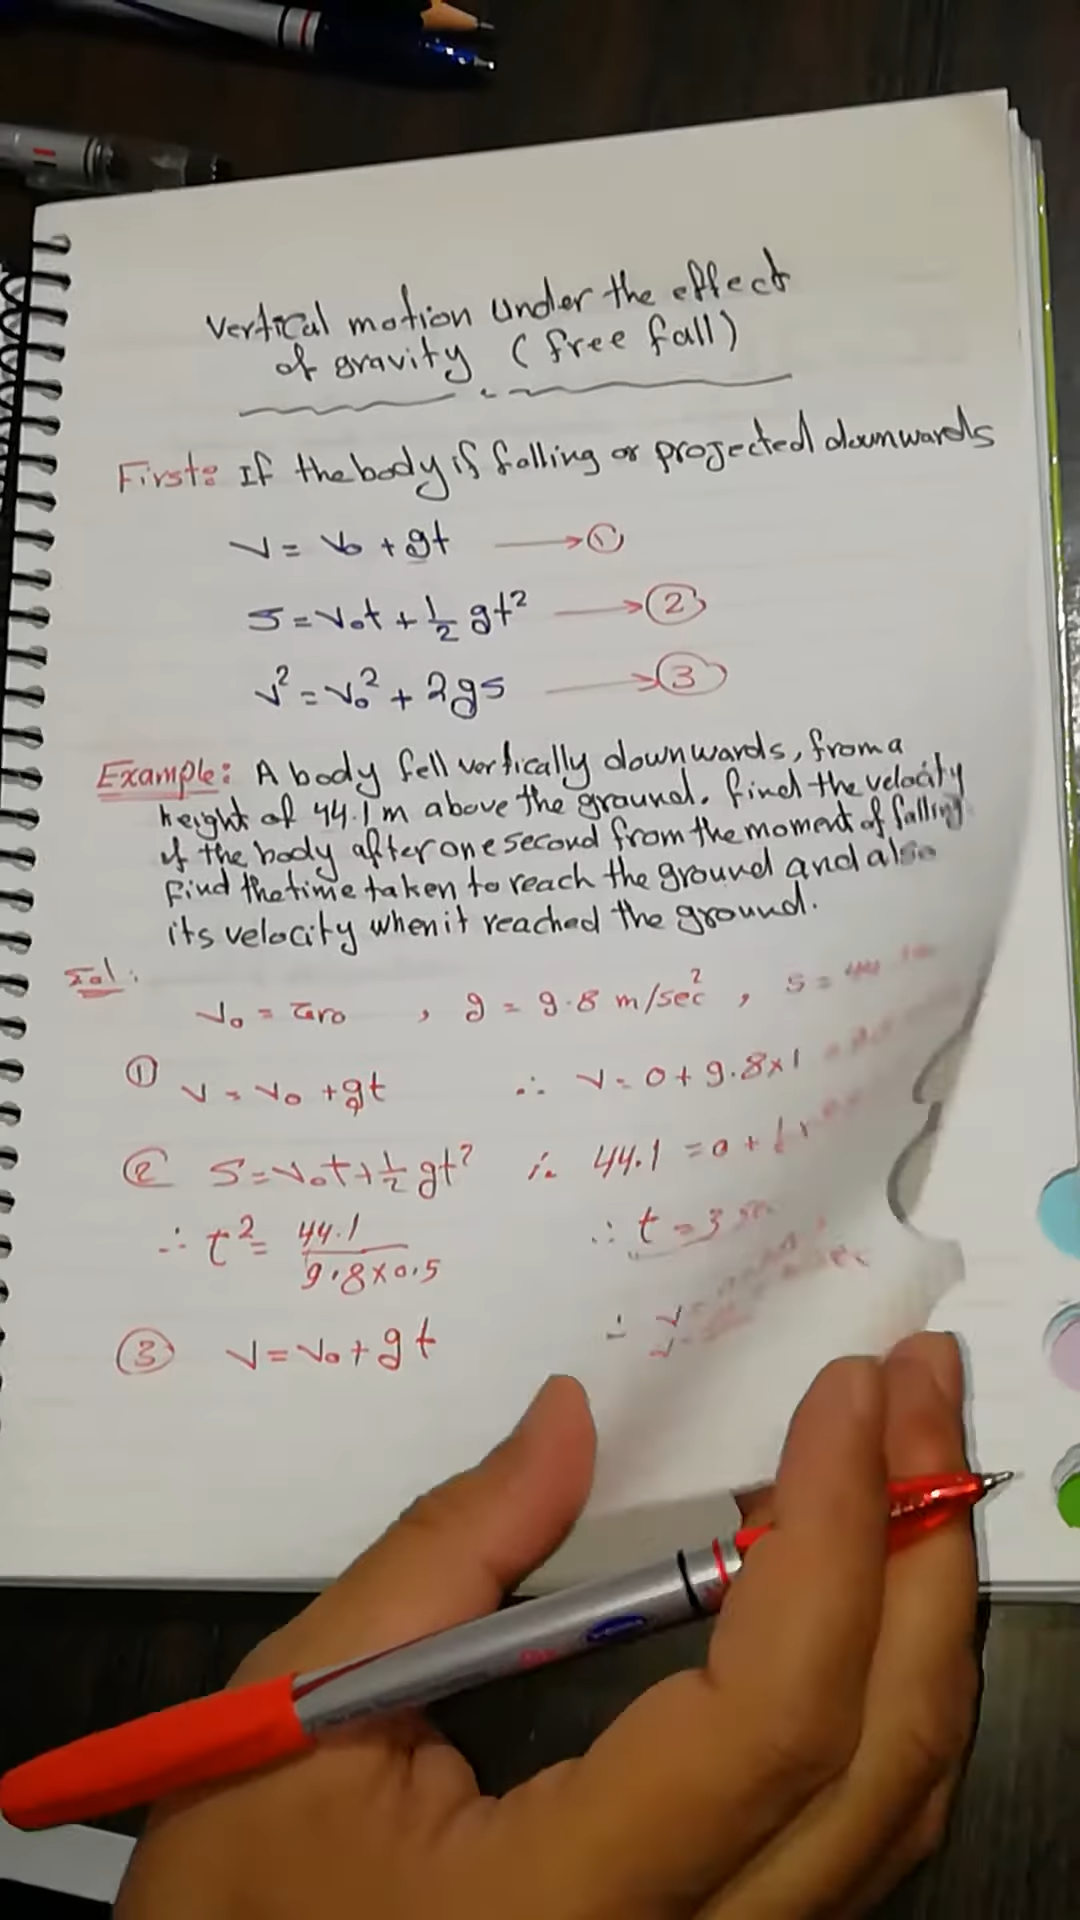 Vertical motion under the effect
of gravity (free fall)
First: If the body if falling or projected downwards
V = V₀ + gt → ①
S = V₀t + ½ gt² → ②
V² = V₀² + 2gs → ③
Example: A body fell vertically downwards, from a
height of 44.1 m above the ground. find the velocity
of the body after one second from the moment of falling
find the time taken to reach the ground and also
its velocity when it reached the ground.
Sol:
V₀ = zero , g = 9.8 m/sec² , S = 44
① V = V₀ + gt ∴ V = 0 + 9.8×1
② S = V₀t + ½ gt² ∴ 44.1 = 0 +
∴ t² = 44.1 / 9.8×0.5 ∴ t = 3 sec
③ V = V₀ + gt ∴ V =